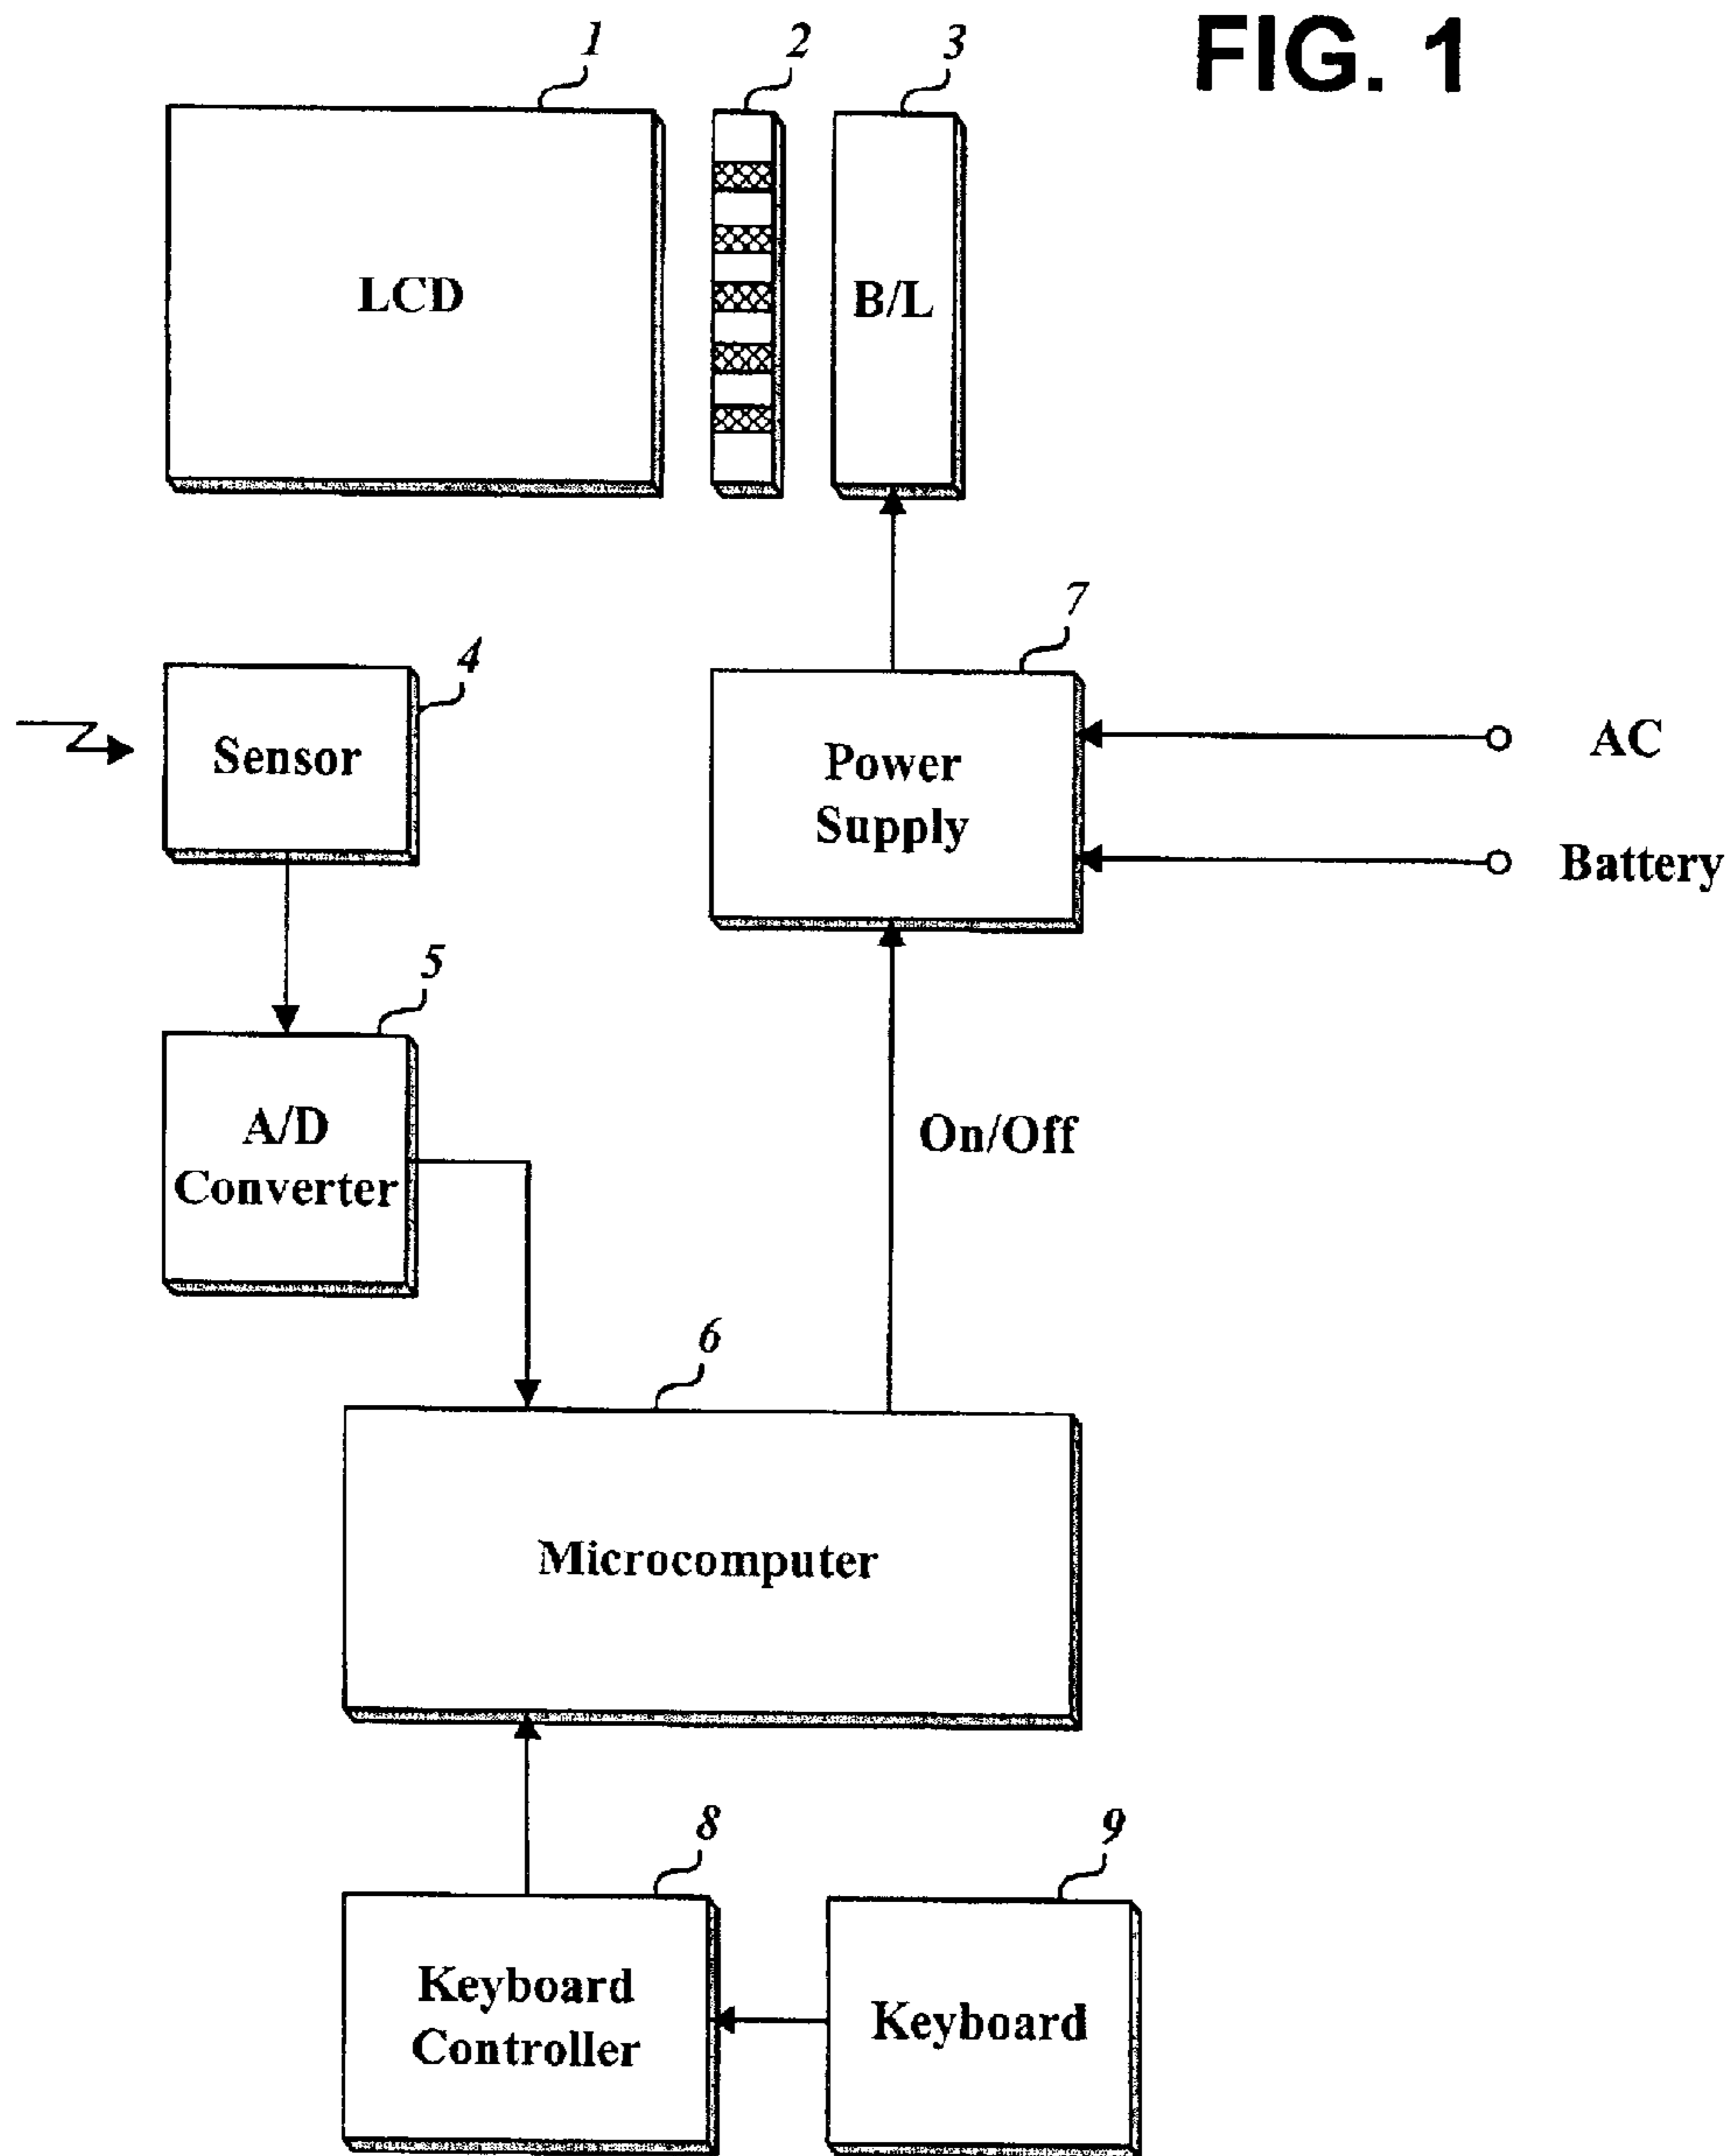 FIG. 1
1
2
3
LCD
B/L
4
7
Sensor
Power
Supply
AC
Battery
5
A/D
Converter
On/Off
6
Microcomputer
8
9
Keyboard
Controller
Keyboard